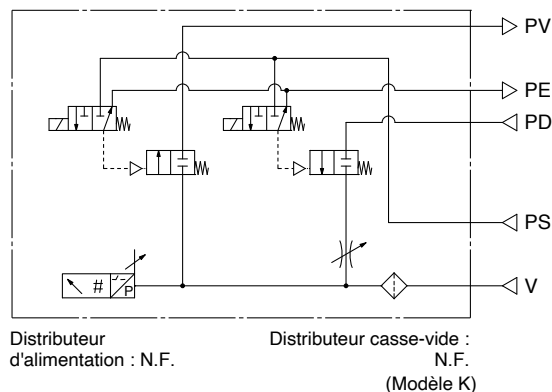 PV
PE
PD
PS
V
#
P
Distributeur
d'alimentation : N.F.
Distributeur casse-vide :
N.F.
(Modèle K)